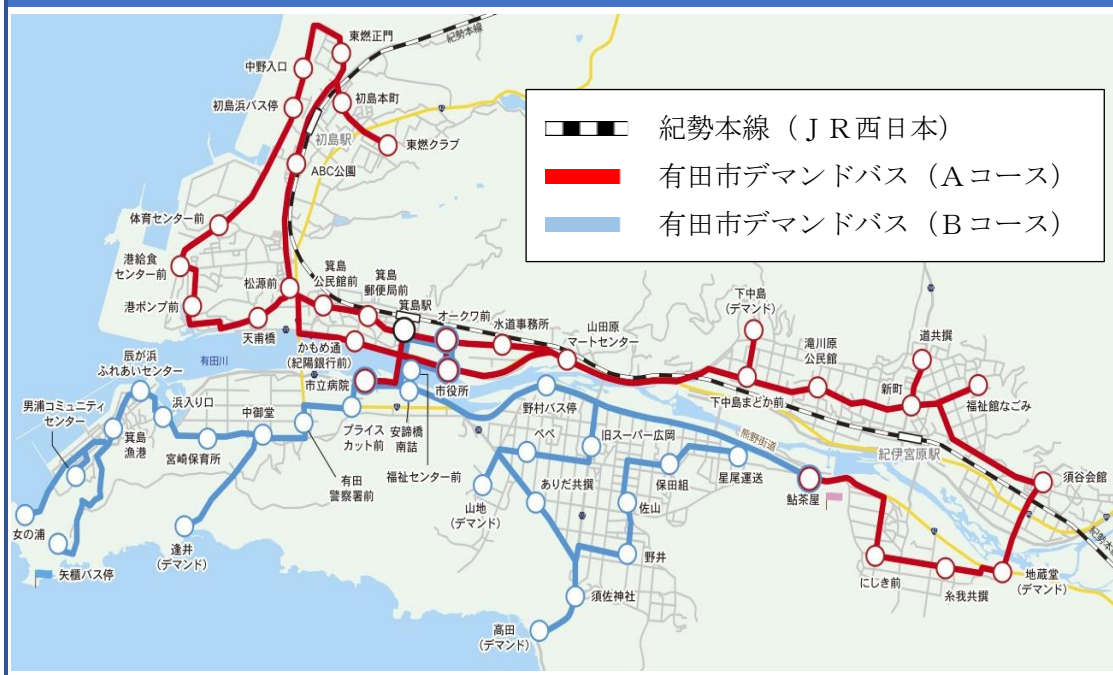 紀勢本線（ＪＲ西日本）
有田市デマンドバス（Ａコース）
有田市デマンドバス（Ｂコース）
東燃正門
紀勢本線
中野入口
初島浜バス停
初島本町
初島駅
東燃クラブ
ABC公園
体育センター前
港給食
センター前
港ポンプ前
松原前
天甫橋
箕島
公民館前
箕島
郵便局前
箕島駅
オークワ前
水道事務所
山田原
マートセンター
下中島
(デマンド)
滝川原
公民館
道共撰
新町
福祉館なごみ
下中島まどか前
紀伊宮原駅
熊野街道
須谷会館
紀勢本線
地蔵堂
(デマンド)
糸我共撰
にしき前
鮎茶屋
有田川
かもめ通
(紀陽銀行前)
市立病院
市役所
辰が浜
ふれあいセンター
男浦コミュニティ
センター
浜入り口
中御堂
箕島
漁港
宮崎保育所
プライス
カット前
安諦橋
南詰
福祉センター前
有田
警察署前
女の浦
矢櫃バス停
逢井
(デマンド)
野村バス停
べべ
旧スーパー広岡
山地
(デマンド)
ありだ共撰
保田組
星尾運送
佐山
野井
須佐神社
高田
(デマンド)